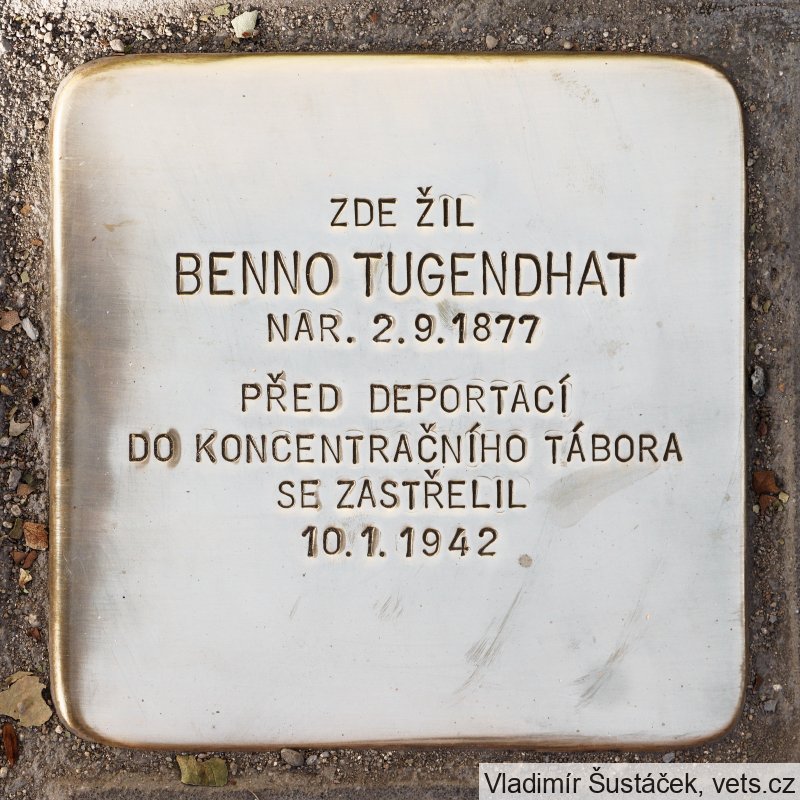 ZDE ŽIL
BENNO TUGENDHAT
NAR. 2.9.1877
PŘED DEPORTACÍ
DO KONCENTRAČNÍHO TÁBORA
SE ZASTŘELIL
10.1.1942
Vladimír Šustáček, vets.cz